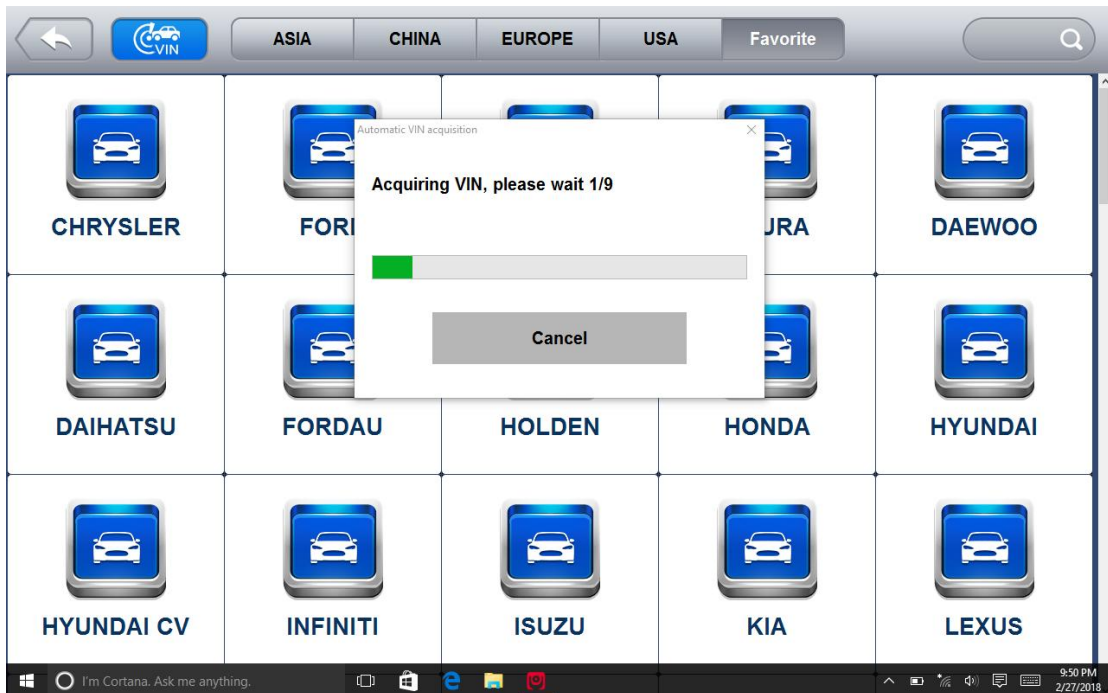 VIN
ASIA
CHINA
EUROPE
USA
Favorite
Automatic VIN acquisition
Acquiring VIN, please wait 1/9
Cancel
CHRYSLER
DAEWOO
DAIHATSU
FORDAU
HOLDEN
HONDA
HYUNDAI
HYUNDAI CV
INFINITI
ISUZU
KIA
LEXUS
I'm Cortana. Ask me anything.
9:50 PM
2/27/2018